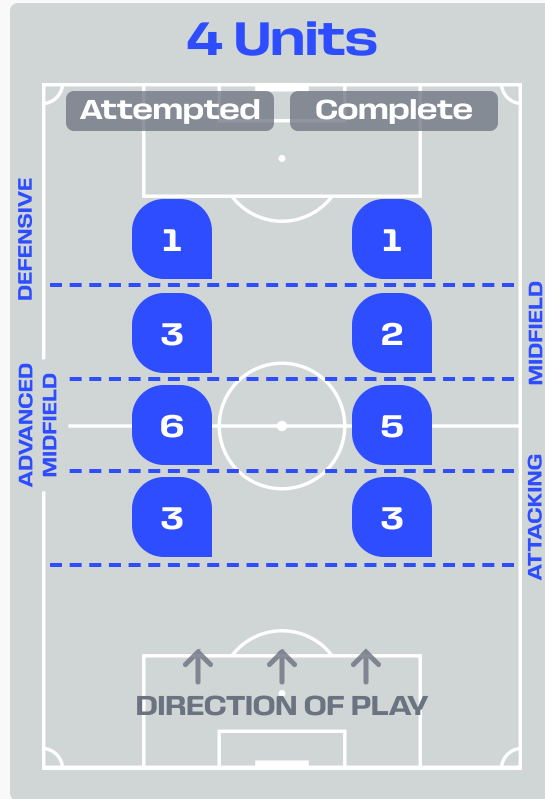 4 Units
Attempted Complete
DEFENSIVE
1 1
MIDFIELD
3 2
ADVANCED
MIDFIELD
6 5
ATTACKING
3 3
DIRECTION OF PLAY